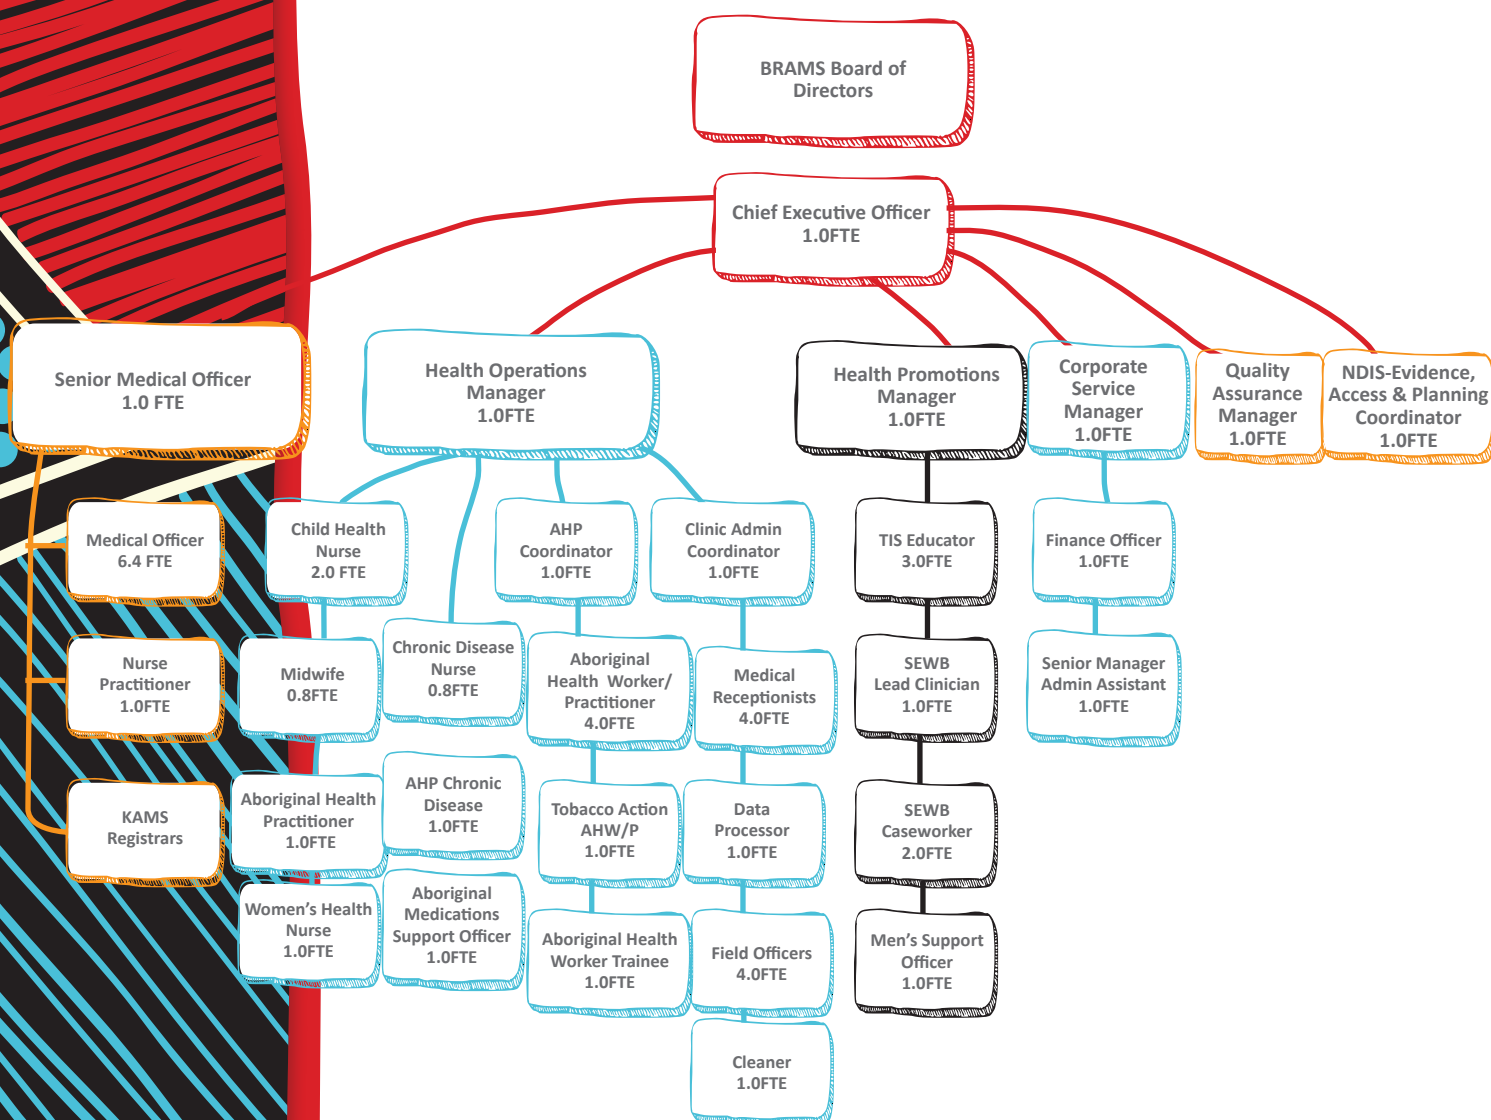 BRAMS Board of
Directors
Chief Executive Officer
1.0FTE
Senior Medical Officer
1.0 FTE
Health Operations
Manager
1.0FTE
Health Promotions
Manager
1.0FTE
Corporate
Service
Manager
1.0FTE
Quality
Assurance
Manager
1.0FTE
NDIS-Evidence,
Access & Planning
Coordinator
1.0FTE
Medical Officer
6.4 FTE
Nurse
Practitioner
1.0FTE
KAMS
Registrars
Child Health
Nurse
2.0 FTE
Midwife
0.8FTE
Aboriginal Health
Practitioner
1.0FTE
Women's Health
Nurse
1.0FTE
Chronic Disease
Nurse
0.8FTE
AHP Chronic
Disease
1.0FTE
Aboriginal
Medications
Support Officer
1.0FTE
AHP
Coordinator
1.0FTE
Aboriginal
Health Worker/
Practitioner
4.0FTE
Tobacco Action
AHW/P
1.0FTE
Aboriginal Health
Worker Trainee
1.0FTE
Clinic Admin
Coordinator
1.0FTE
Medical
Receptionists
4.0FTE
Data
Processor
1.0FTE
Field Officers
4.0FTE
Cleaner
1.0FTE
TIS Educator
3.0FTE
SEWB
Lead Clinician
1.0FTE
SEWB
Caseworker
2.0FTE
Men's Support
Officer
1.0FTE
Finance Officer
1.0FTE
Senior Manager
Admin Assistant
1.0FTE